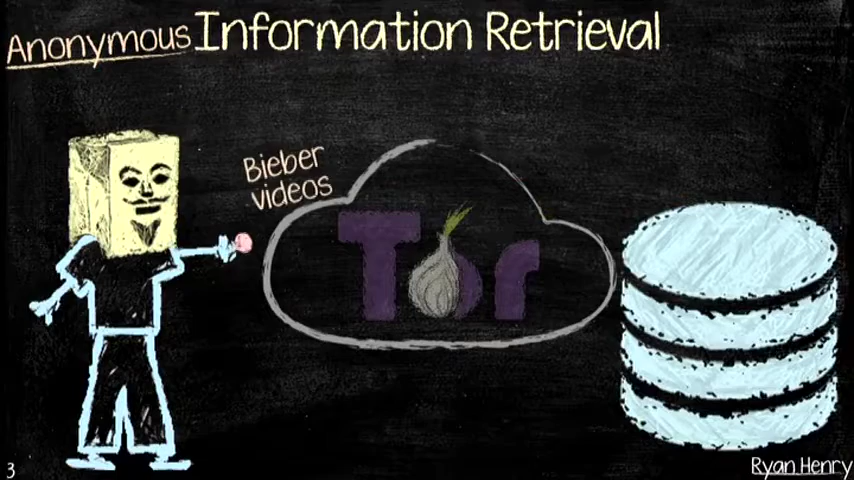 Anonymous Information Retrieval
Bieber
videos
Tor
3
Ryan Henry